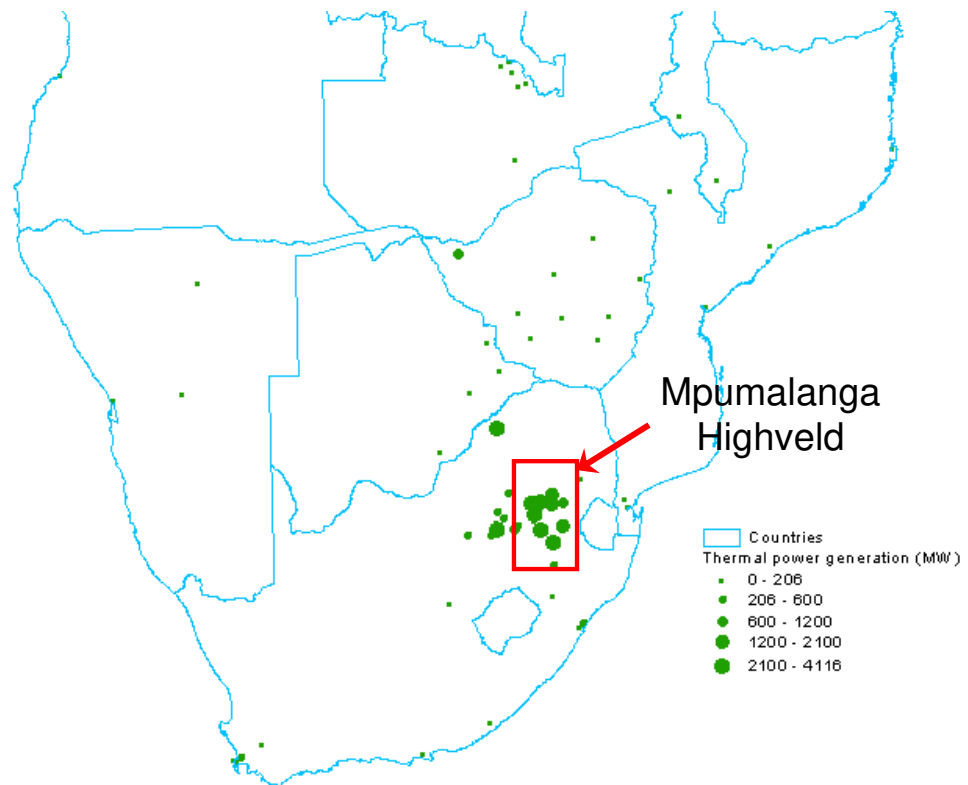 Mpumalanga
Highveld
Countries
Thermal power generation (MW)
0 - 206
206 - 600
600 - 1200
1200 - 2100
2100 - 4116